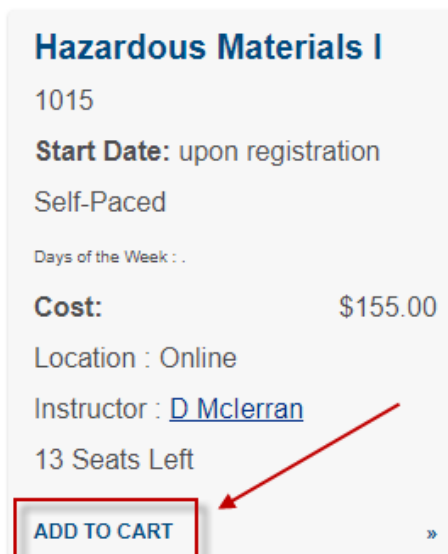 Hazardous Materials I
1015
Start Date: upon registration
Self-Paced
Days of the Week : .
Cost: $155.00
Location : Online
Instructor : D Mclerran
13 Seats Left
ADD TO CART »